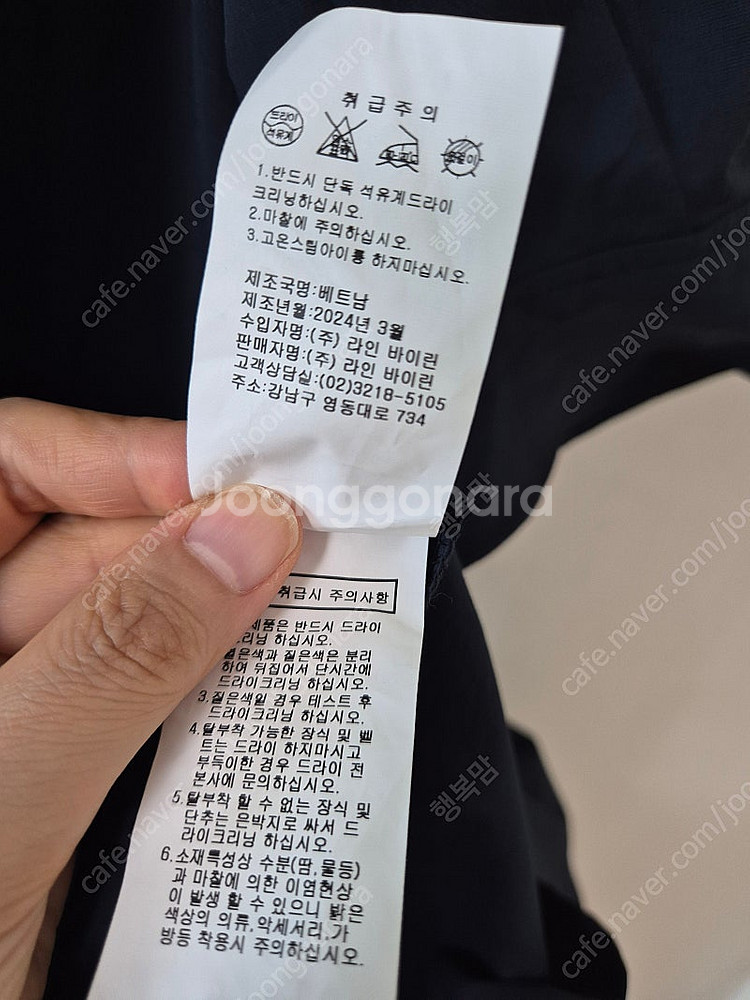 취급주의
드라이
석유계
1.반드시 단독 석유계드라이
크리닝하십시오.
2.마찰에 주의하십시오.
3.고온스팀아이롱 하지마십시오.
제조국명:베트남
제조년월:2024년 3월
수입자명:(주) 라인 바이린
판매자명:(주) 라인 바이린
고객상담실:(02)3218-5105
주소:강남구 영동대로 734
Joonggonara
취급시 주의사항
제품은 반드시 드라이
리닝 하십시오.
은색과 짙은색은 분리
하여 뒤집어서 단시간에
드라이크리닝 하십시오.
3.짙은색일 경우 테스트 후
드라이크리닝 하십시오.
4.탈부착 가능한 장식 및 벨
트는 드라이 하지마시고
부득이한 경우 드라이 전
본사에 문의하십시오.
5.탈부착 할 수 없는 장식 및
단추는 은박지로 싸서 드
라이크리닝 하십시오.
6.소재특성상 수분(땀,물등)
과 마찰에 의한 이염현상
이 발생 할 수 있으니 밝은
색상의 의류,악세서리,가
방등 착용시 주의하십시오.
cafe.naver.com/joonggonara
행복맘